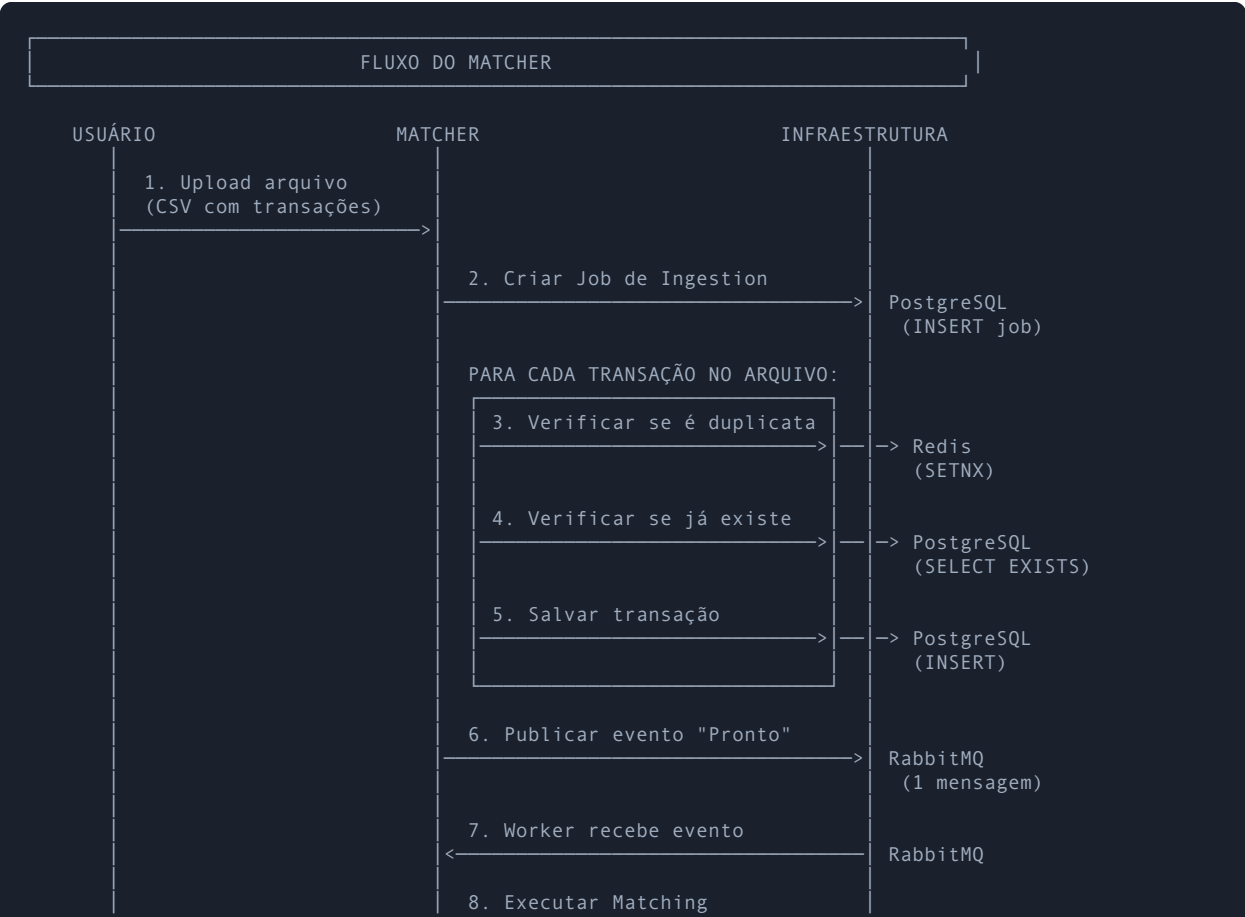 FLUXO DO MATCHER
USUÁRIO MATCHER INFRAESTRUTURA
1. Upload arquivo
(CSV com transações)
2. Criar Job de Ingestion
PostgreSQL
(INSERT job)
PARA CADA TRANSAÇÃO NO ARQUIVO:
3. Verificar se é duplicata
Redis
(SETNX)
4. Verificar se já existe
PostgreSQL
(SELECT EXISTS)
5. Salvar transação
PostgreSQL
(INSERT)
6. Publicar evento "Pronto"
RabbitMQ
(1 mensagem)
7. Worker recebe evento
RabbitMQ
8. Executar Matching